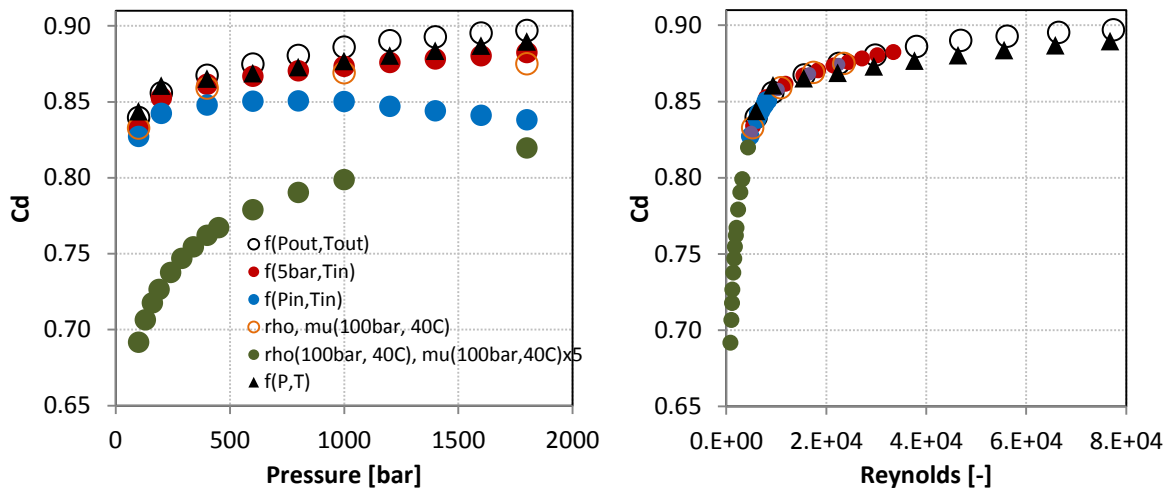 0.90
0.85
0.80
0.75
0.70
0.65
Cd
f(Pout,Tout)
f(5bar,Tin)
f(Pin,Tin)
rho, mu(100bar, 40C)
rho(100bar, 40C), mu(100bar,40C)x5
f(P,T)
0 500 1000 1500 2000
Pressure [bar]
0.90
0.85
0.80
0.75
0.70
0.65
Cd
0.E+00 2.E+04 4.E+04 6.E+04 8.E+04
Reynolds [-]